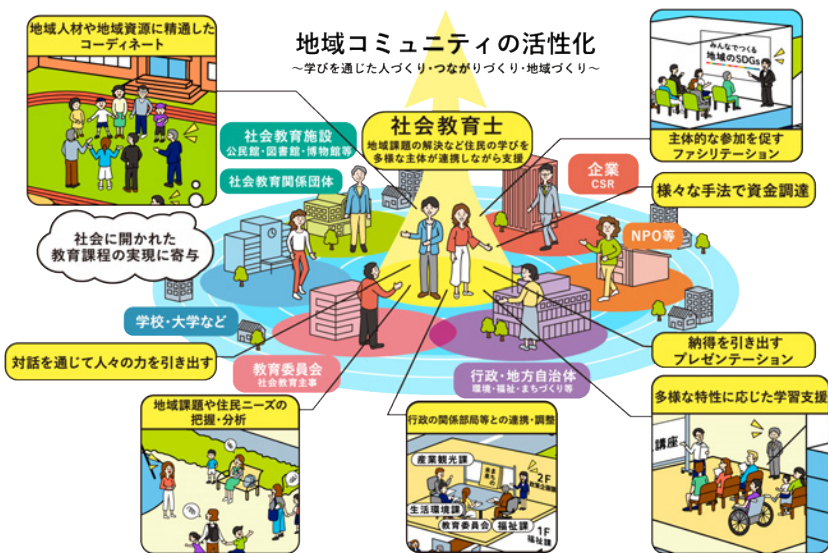 地域コミュニティの活性化
～学びを通じた人づくり・つながりづくり・地域づくり～
地域人材や地域資源に精通した
コーディネート
社会教育施設
公民館・図書館・博物館等
社会教育関係団体
社会教育士
地域課題の解決など住民の学びを
多様な主体が連携しながら支援
みんなでつくる
地域のSDGs
主体的な参加を促す
ファシリテーション
企業
CSR
様々な手法で資金調達
社会に開かれた
教育課程の実現に寄与
NPO等
学校・大学など
対話を通じて人々の力を引き出す
教育委員会
社会教育主事
行政・地方自治体
環境・福祉・まちづくり等
納得を引き出す
プレゼンテーション
地域課題や住民ニーズの
把握・分析
行政の関係部局等との連携・調整
産業観光課
生活環境課
教育委員会
福祉課
2F
1F
福祉課
多様な特性に応じた学習支援
講座